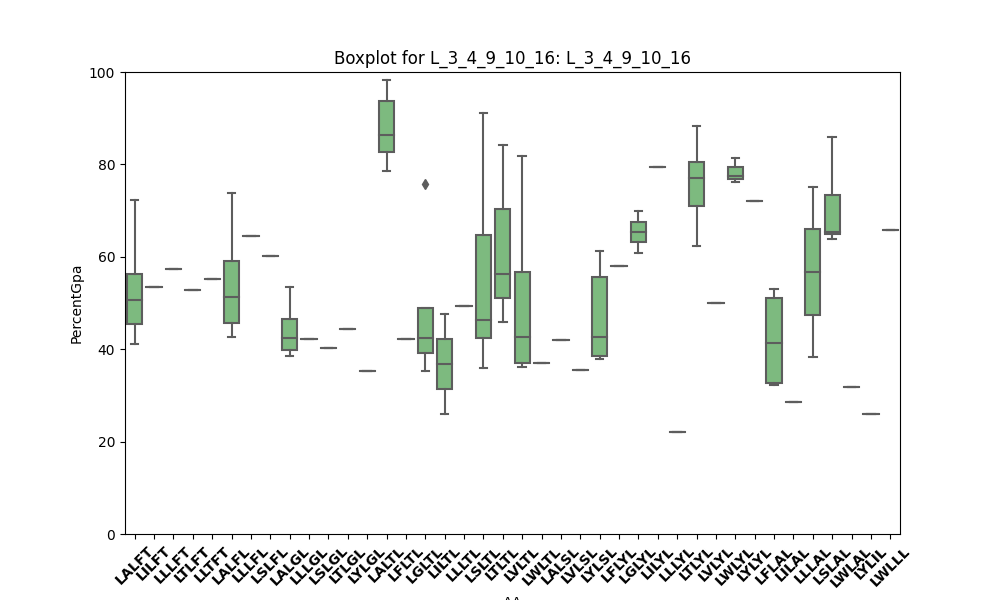 Boxplot for L_3_4_9_10_16: L_3_4_9_10_16
PercentGpa
100
80
60
40
20
0
LALFT
LILFT
LLLFT
LTLFT
LLTFT
LALFL
LLLFL
LSLFL
LALGL
LLLGL
LSLGL
LTLGL
LYLGL
LALTL
LFLTL
LGLTL
LILTL
LLLTL
LSLTL
LTLTL
LVLTL
LWLTL
LALSL
LVLSL
LYLSL
LFLYL
LGLYL
LILYL
LLLYL
LTLYL
LVLYL
LWLYL
LYLYL
LFLAL
LILAL
LLLAL
LSLAL
LWLAL
LYLIL
LWLLL